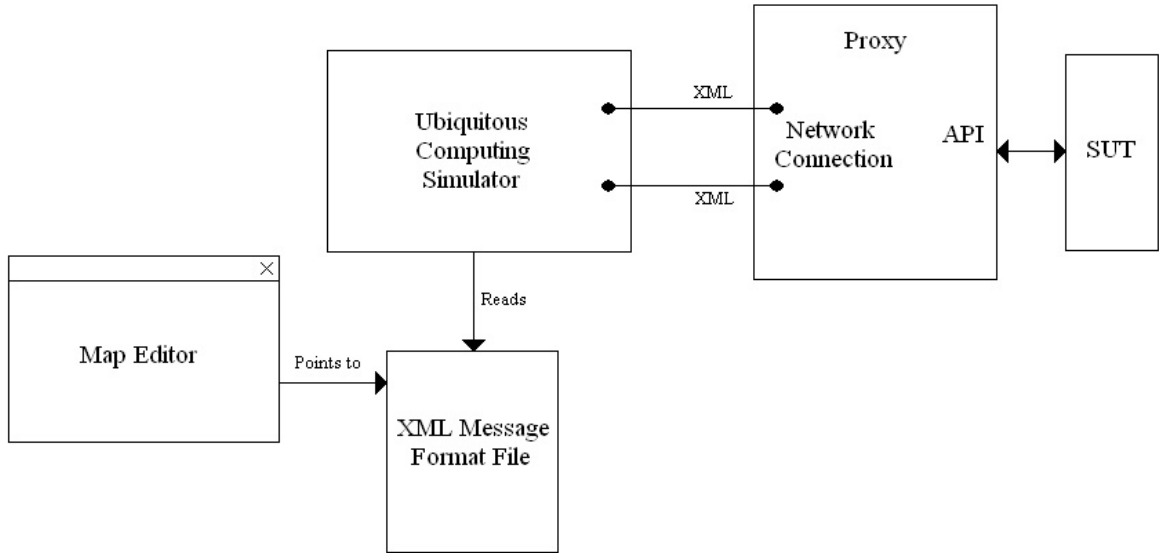 Proxy
XML
Ubiquitous
Computing
Simulator
Network
Connection
API
SUT
XML
Reads
Map Editor
Points to
XML Message
Format File